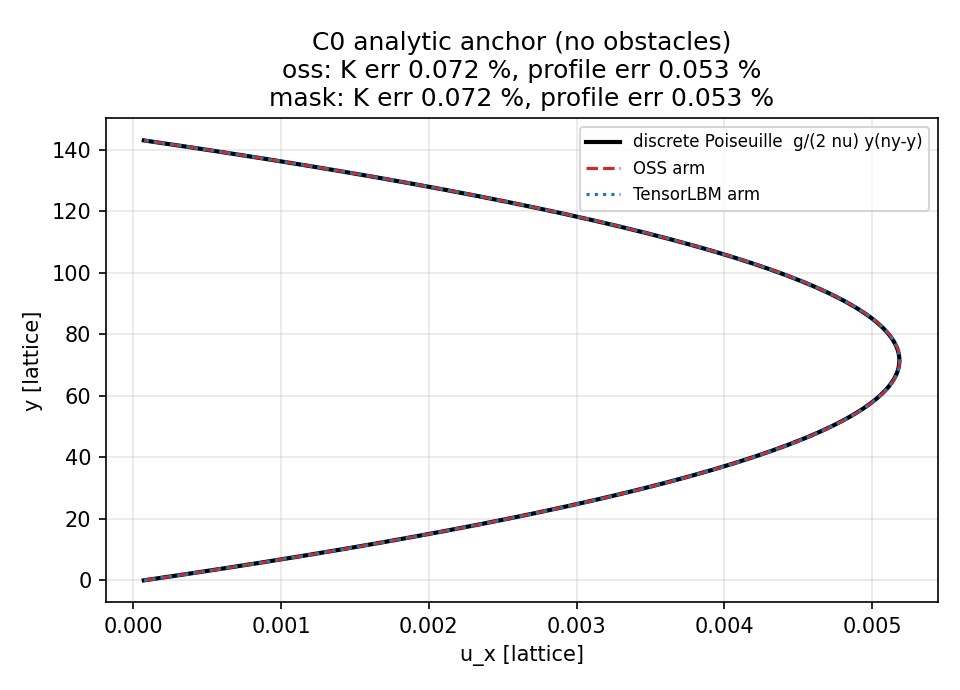 C0 analytic anchor (no obstacles)
oss: K err 0.072 %, profile err 0.053 %
mask: K err 0.072 %, profile err 0.053 %
discrete Poiseuille  g/(2 nu) y(ny-y)
OSS arm
TensorLBM arm
y [lattice]
140
120
100
80
60
40
20
0
0.000 0.001 0.002 0.003 0.004 0.005
u_x [lattice]